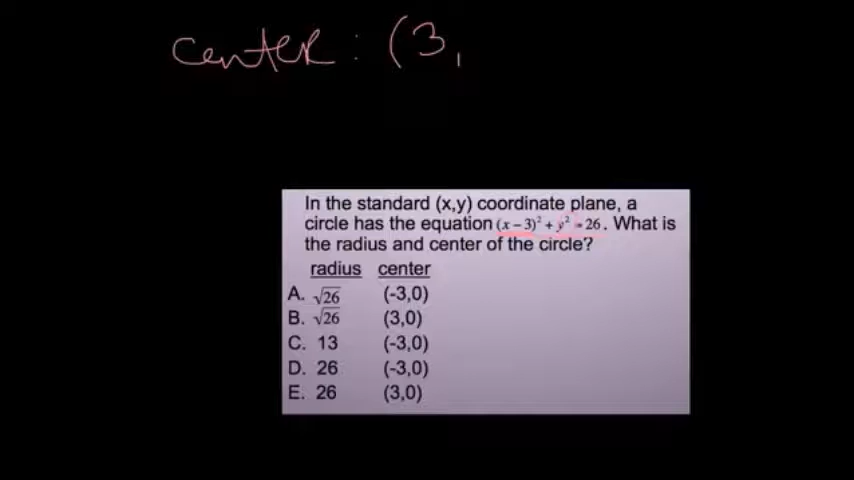 center : (3,
In the standard (x,y) coordinate plane, a
circle has the equation (x – 3)² + y² = 26. What is
the radius and center of the circle?
radius center
A. √26 (-3,0)
B. √26 (3,0)
C. 13 (-3,0)
D. 26 (-3,0)
E. 26 (3,0)